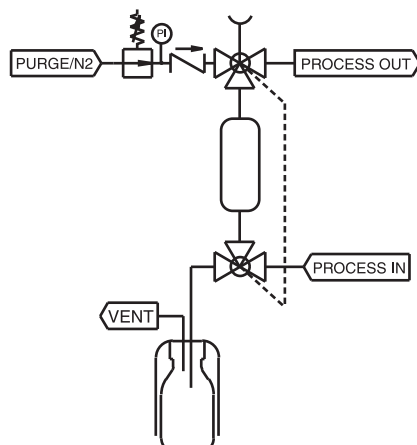 PI
PURGE/N2
PROCESS OUT
PROCESS IN
VENT